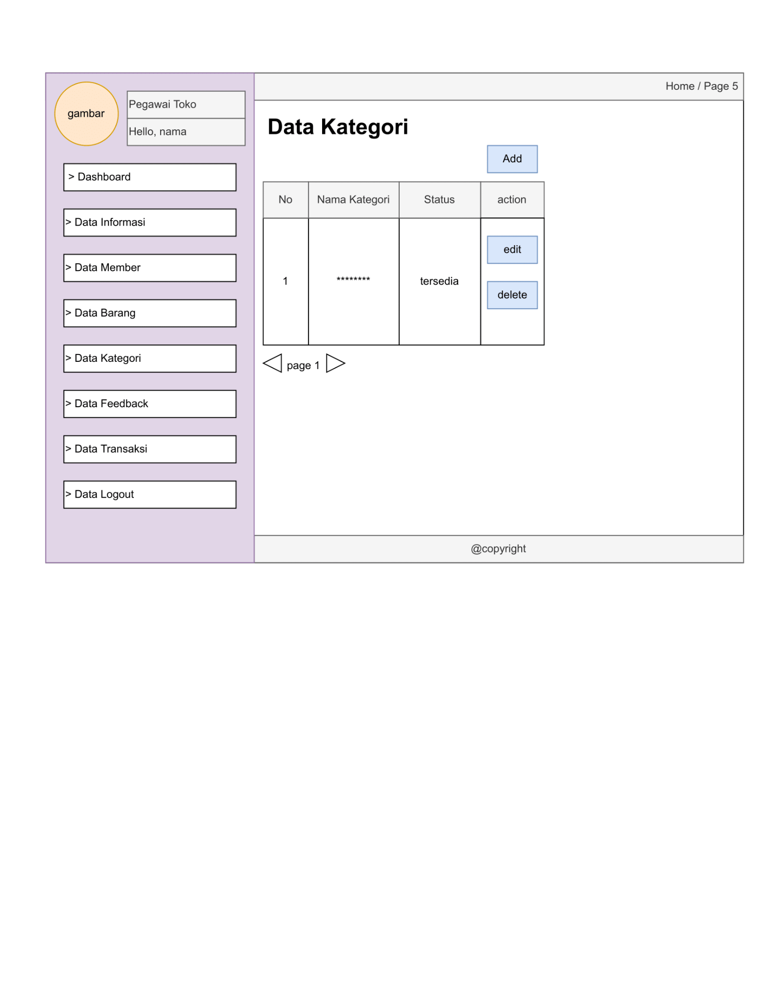 Home / Page 5
gambar
Pegawai Toko
Hello, nama
> Dashboard
> Data Informasi
> Data Member
> Data Barang
> Data Kategori
> Data Feedback
> Data Transaksi
> Data Logout
Data Kategori
Add
No Nama Kategori Status action
1 ******** tersedia
edit
delete
page 1
@copyright